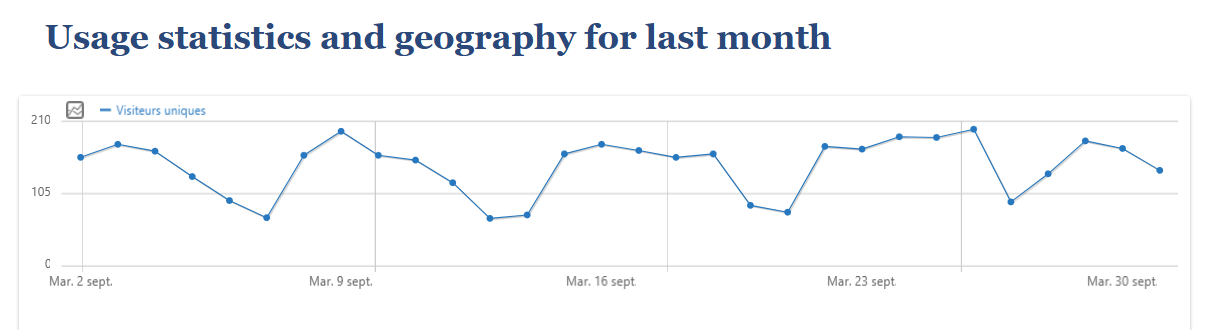 Usage statistics and geography for last month
Visiteurs uniques
210
105
0
Mar. 2 sept.
Mar. 9 sept.
Mar. 16 sept.
Mar. 23 sept.
Mar. 30 sept.